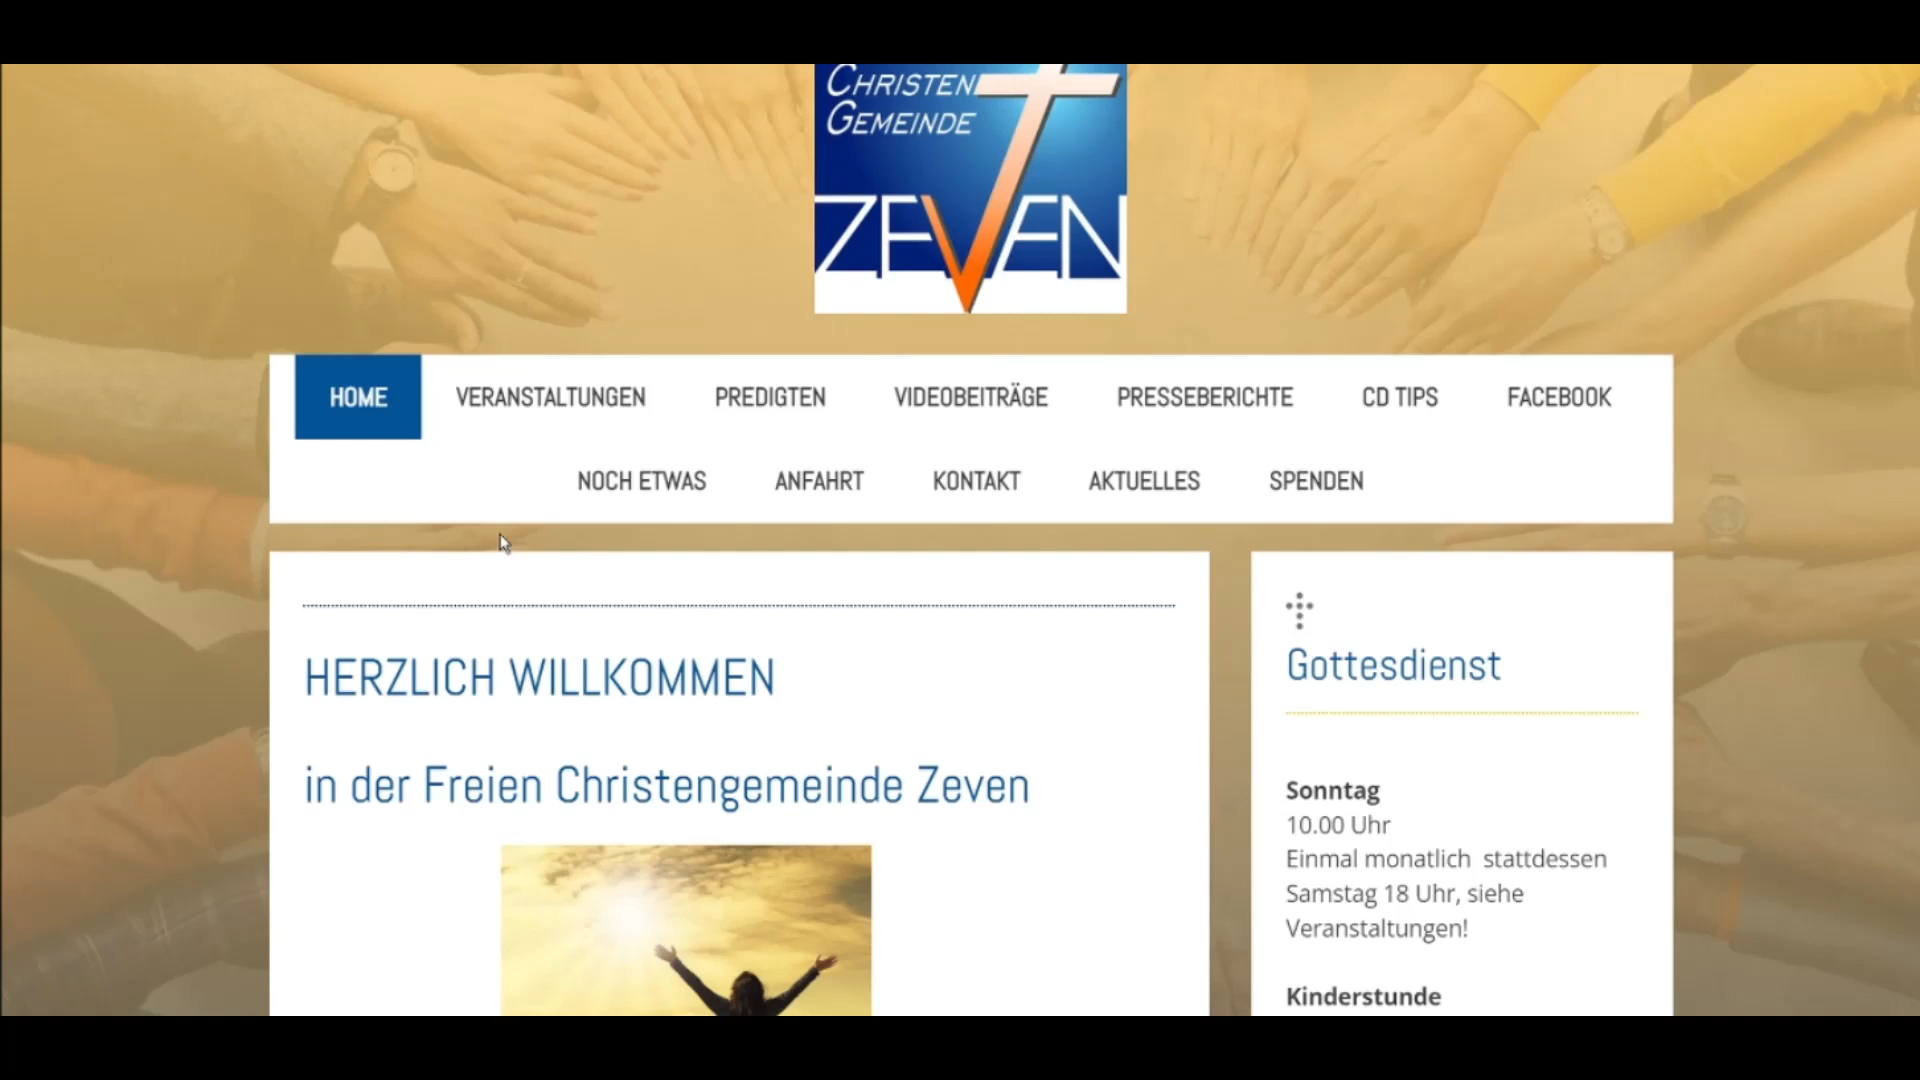 CHRISTEN
GEMEINDE
ZEVEN
HOME VERANSTALTUNGEN PREDIGTEN VIDEOBEITRÄGE PRESSEBERICHTE CD TIPS FACEBOOK
NOCH ETWAS ANFAHRT KONTAKT AKTUELLES SPENDEN
HERZLICH WILLKOMMEN
in der Freien Christengemeinde Zeven
Gottesdienst
Sonntag
10.00 Uhr
Einmal monatlich stattdessen
Samstag 18 Uhr, siehe
Veranstaltungen!
Kinderstunde